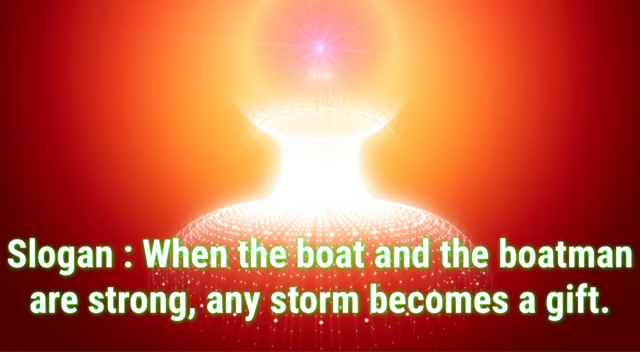 Slogan : When the boat and the boatman
are strong, any storm becomes a gift.